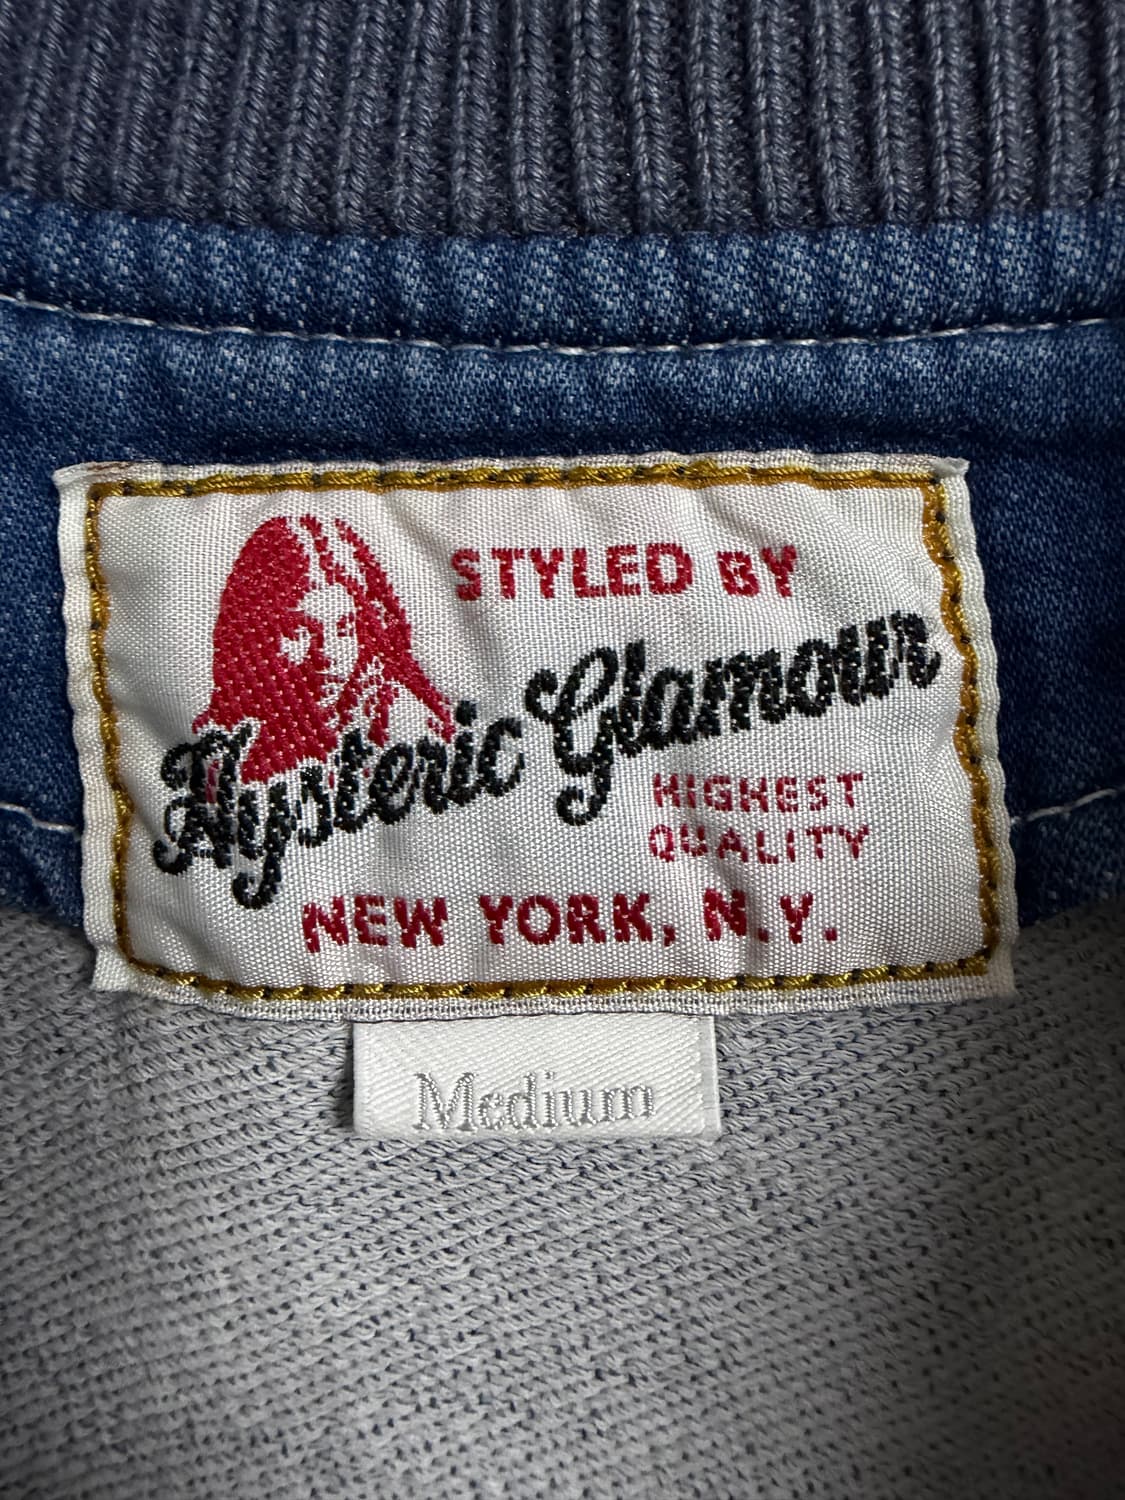 STYLED BY
Hysteric Glamour
HIGHEST
QUALITY
NEW YORK, N.Y.
Medium